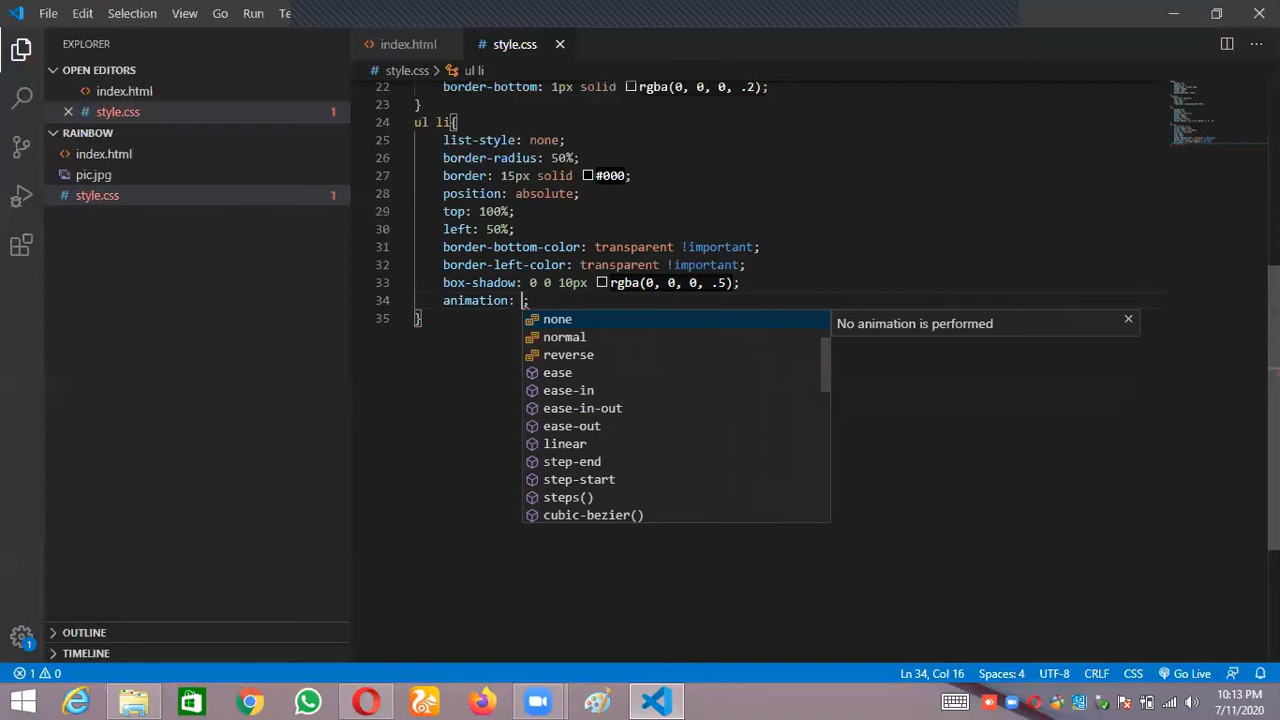 File Edit Selection View Go Run Te
EXPLORER
OPEN EDITORS
index.html
style.css 1
RAINBOW
index.html
pic.jpg
style.css 1
OUTLINE
TIMELINE
index.html style.css
style.css ul li
22 border-bottom: 1px solid rgba(0, 0, 0, .2);
23 }
24 ul li{
25 list-style: none;
26 border-radius: 50%;
27 border: 15px solid #000;
28 position: absolute;
29 top: 100%;
30 left: 50%;
31 border-bottom-color: transparent !important;
32 border-left-color: transparent !important;
33 box-shadow: 0 0 10px rgba(0, 0, 0, .5);
34 animation: ;
35 }
none
normal
reverse
ease
ease-in
ease-in-out
ease-out
linear
step-end
step-start
steps()
cubic-bezier()
No animation is performed
1
1 0 Ln 34, Col 16 Spaces: 4 UTF-8 CRLF CSS Go Live
10:13 PM
7/11/2020